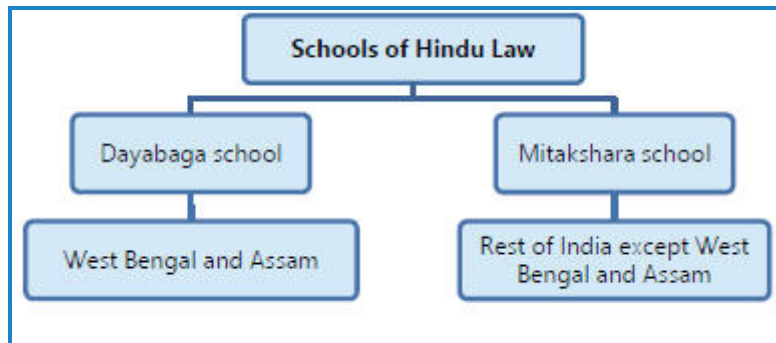 Schools of Hindu Law
Dayabaga school
Mitakshara school
West Bengal and Assam
Rest of India except West
Bengal and Assam